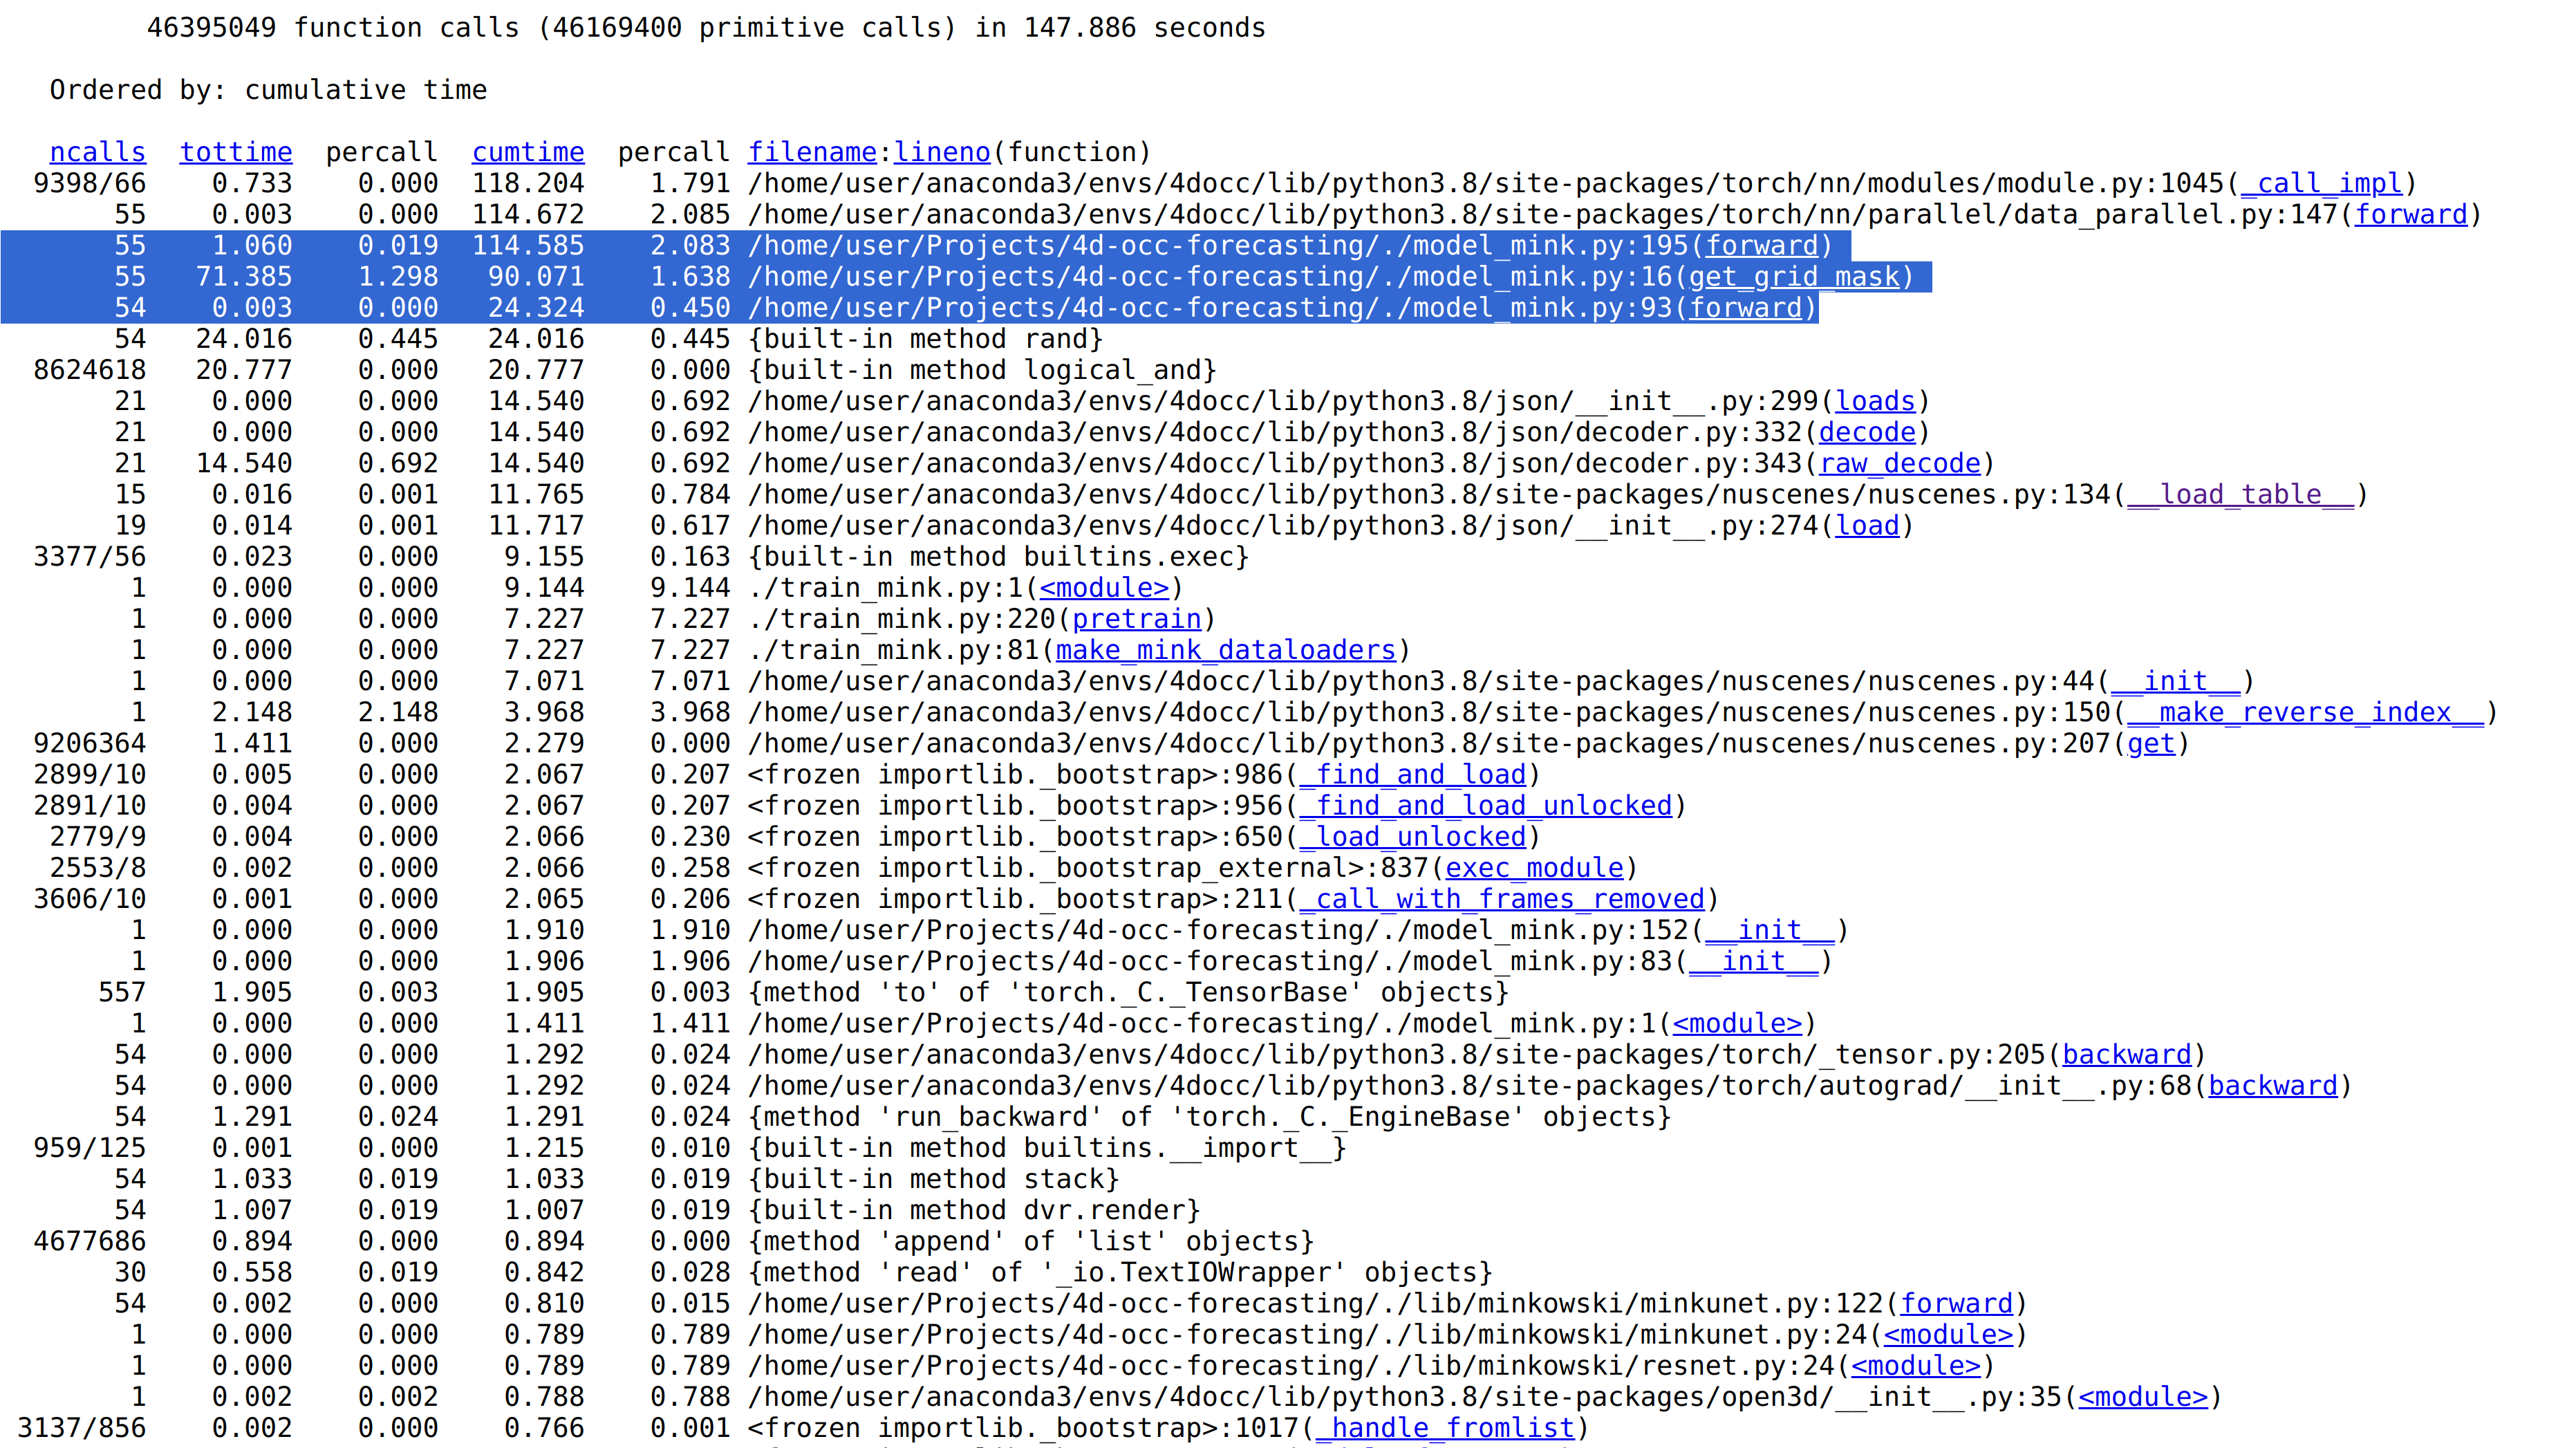 46395049 function calls (46169400 primitive calls) in 147.886 seconds
Ordered by: cumulative time
ncalls tottime percall cumtime percall filename:lineno(function)
9398/66 0.733 0.000 118.204 1.791 /home/user/anaconda3/envs/4docc/lib/python3.8/site-packages/torch/nn/modules/module.py:1045(_call_impl)
55 0.003 0.000 114.672 2.085 /home/user/anaconda3/envs/4docc/lib/python3.8/site-packages/torch/nn/parallel/data_parallel.py:147(forward)
55 1.060 0.019 114.585 2.083 /home/user/Projects/4d-occ-forecasting/./model_mink.py:195(forward)
55 71.385 1.298 90.071 1.638 /home/user/Projects/4d-occ-forecasting/./model_mink.py:16(get_grid_mask)
54 0.003 0.000 24.324 0.450 /home/user/Projects/4d-occ-forecasting/./model_mink.py:93(forward)
54 24.016 0.445 24.016 0.445 {built-in method rand}
8624618 20.777 0.000 20.777 0.000 {built-in method logical_and}
21 0.000 0.000 14.540 0.692 /home/user/anaconda3/envs/4docc/lib/python3.8/json/__init__.py:299(loads)
21 0.000 0.000 14.540 0.692 /home/user/anaconda3/envs/4docc/lib/python3.8/json/decoder.py:332(decode)
21 14.540 0.692 14.540 0.692 /home/user/anaconda3/envs/4docc/lib/python3.8/json/decoder.py:343(raw_decode)
15 0.016 0.001 11.765 0.784 /home/user/anaconda3/envs/4docc/lib/python3.8/site-packages/nuscenes/nuscenes.py:134(__load_table__)
19 0.014 0.001 11.717 0.617 /home/user/anaconda3/envs/4docc/lib/python3.8/json/__init__.py:274(load)
3377/56 0.023 0.000 9.155 0.163 {built-in method builtins.exec}
1 0.000 0.000 9.144 9.144 ./train_mink.py:1(<module>)
1 0.000 0.000 7.227 7.227 ./train_mink.py:220(pretrain)
1 0.000 0.000 7.227 7.227 ./train_mink.py:81(make_mink_dataloaders)
1 0.000 0.000 7.071 7.071 /home/user/anaconda3/envs/4docc/lib/python3.8/site-packages/nuscenes/nuscenes.py:44(__init__)
1 2.148 2.148 3.968 3.968 /home/user/anaconda3/envs/4docc/lib/python3.8/site-packages/nuscenes/nuscenes.py:150(__make_reverse_index__)
9206364 1.411 0.000 2.279 0.000 /home/user/anaconda3/envs/4docc/lib/python3.8/site-packages/nuscenes/nuscenes.py:207(get)
2899/10 0.005 0.000 2.067 0.207 <frozen importlib._bootstrap>:986(_find_and_load)
2891/10 0.004 0.000 2.067 0.207 <frozen importlib._bootstrap>:956(_find_and_load_unlocked)
2779/9 0.004 0.000 2.066 0.230 <frozen importlib._bootstrap>:650(_load_unlocked)
2553/8 0.002 0.000 2.066 0.258 <frozen importlib._bootstrap_external>:837(exec_module)
3606/10 0.001 0.000 2.065 0.206 <frozen importlib._bootstrap>:211(_call_with_frames_removed)
1 0.000 0.000 1.910 1.910 /home/user/Projects/4d-occ-forecasting/./model_mink.py:152(__init__)
1 0.000 0.000 1.906 1.906 /home/user/Projects/4d-occ-forecasting/./model_mink.py:83(__init__)
557 1.905 0.003 1.905 0.003 {method 'to' of 'torch._C._TensorBase' objects}
1 0.000 0.000 1.411 1.411 /home/user/Projects/4d-occ-forecasting/./model_mink.py:1(<module>)
54 0.000 0.000 1.292 0.024 /home/user/anaconda3/envs/4docc/lib/python3.8/site-packages/torch/_tensor.py:205(backward)
54 0.000 0.000 1.292 0.024 /home/user/anaconda3/envs/4docc/lib/python3.8/site-packages/torch/autograd/__init__.py:68(backward)
54 1.291 0.024 1.291 0.024 {method 'run_backward' of 'torch._C._EngineBase' objects}
959/125 0.001 0.000 1.215 0.010 {built-in method builtins.__import__}
54 1.033 0.019 1.033 0.019 {built-in method stack}
54 1.007 0.019 1.007 0.019 {built-in method dvr.render}
4677686 0.894 0.000 0.894 0.000 {method 'append' of 'list' objects}
30 0.558 0.019 0.842 0.028 {method 'read' of '_io.TextIOWrapper' objects}
54 0.002 0.000 0.810 0.015 /home/user/Projects/4d-occ-forecasting/./lib/minkowski/minkunet.py:122(forward)
1 0.000 0.000 0.789 0.789 /home/user/Projects/4d-occ-forecasting/./lib/minkowski/minkunet.py:24(<module>)
1 0.000 0.000 0.789 0.789 /home/user/Projects/4d-occ-forecasting/./lib/minkowski/resnet.py:24(<module>)
1 0.002 0.002 0.788 0.788 /home/user/anaconda3/envs/4docc/lib/python3.8/site-packages/open3d/__init__.py:35(<module>)
3137/856 0.002 0.000 0.766 0.001 <frozen importlib._bootstrap>:1017(_handle_fromlist)